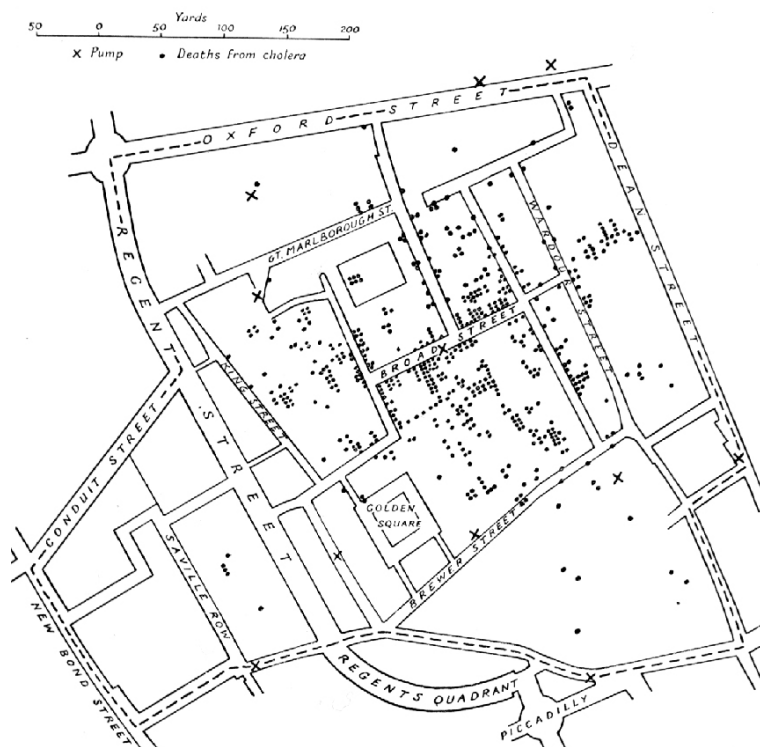 Yards
50 0 50 100 150 200
× Pump • Deaths from cholera
OXFORD STREET
DEAN STREET
REGENT STREET
GT. MARLBOROUGH ST.
WARDOUR STREET
BROAD STREET
KING STREET
CONDUIT STREET
GOLDEN
SQUARE
BREWER STREET
SAVILLE ROW
NEW BOND STREET
REGENTS QUADRANT
PICCADILLY